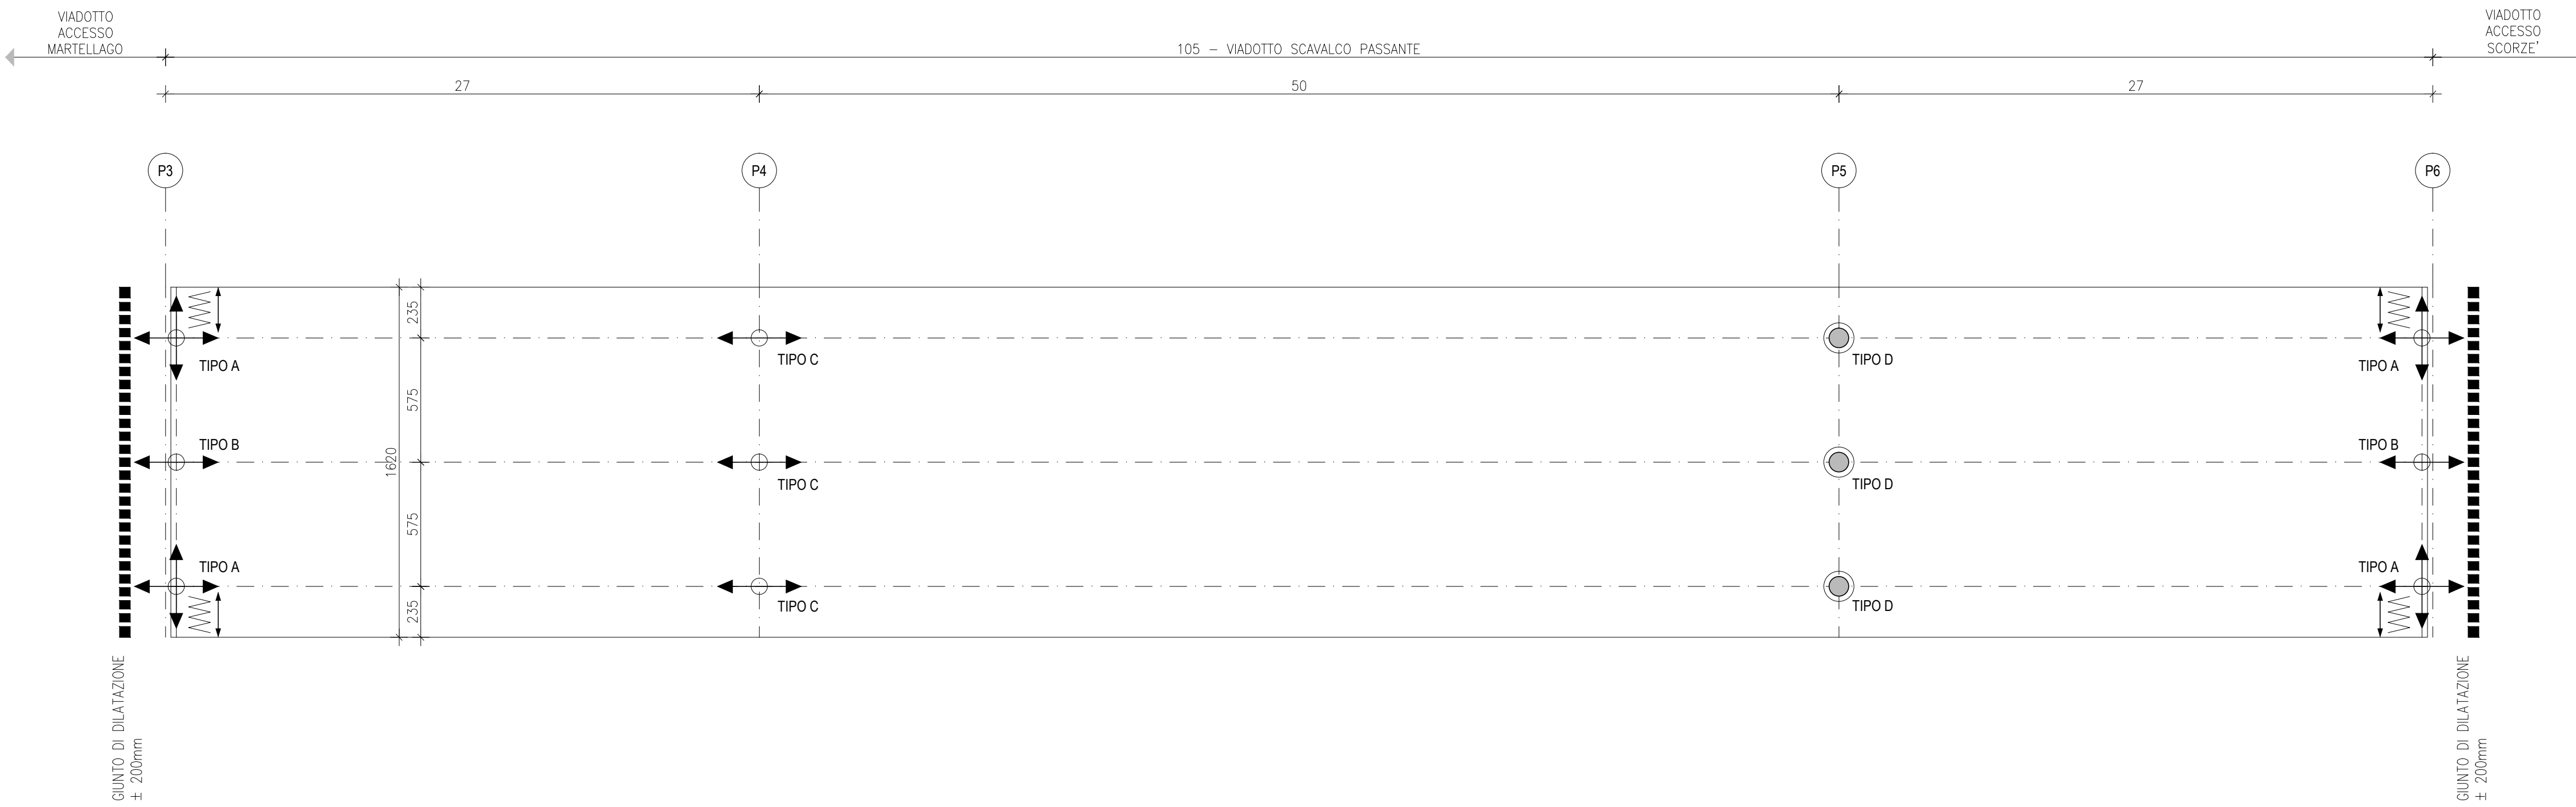 VIADOTTO
ACCESSO
MARTELLAGO
105 – VIADOTTO SCAVALCO PASSANTE
VIADOTTO
ACCESSO
SCORZE'
27
50
27
P3
P4
P5
P6
235
575
1620
575
235
TIPO A
TIPO C
TIPO D
TIPO A
TIPO B
TIPO C
TIPO D
TIPO B
TIPO A
TIPO C
TIPO D
TIPO A
GIUNTO DI DILATAZIONE
± 200mm
GIUNTO DI DILATAZIONE
± 200mm